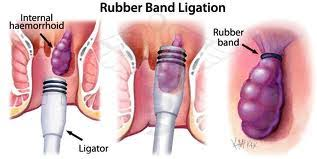 Rubber Band Ligation
Internal
haemorrhoid
Ligator
Rubber
band